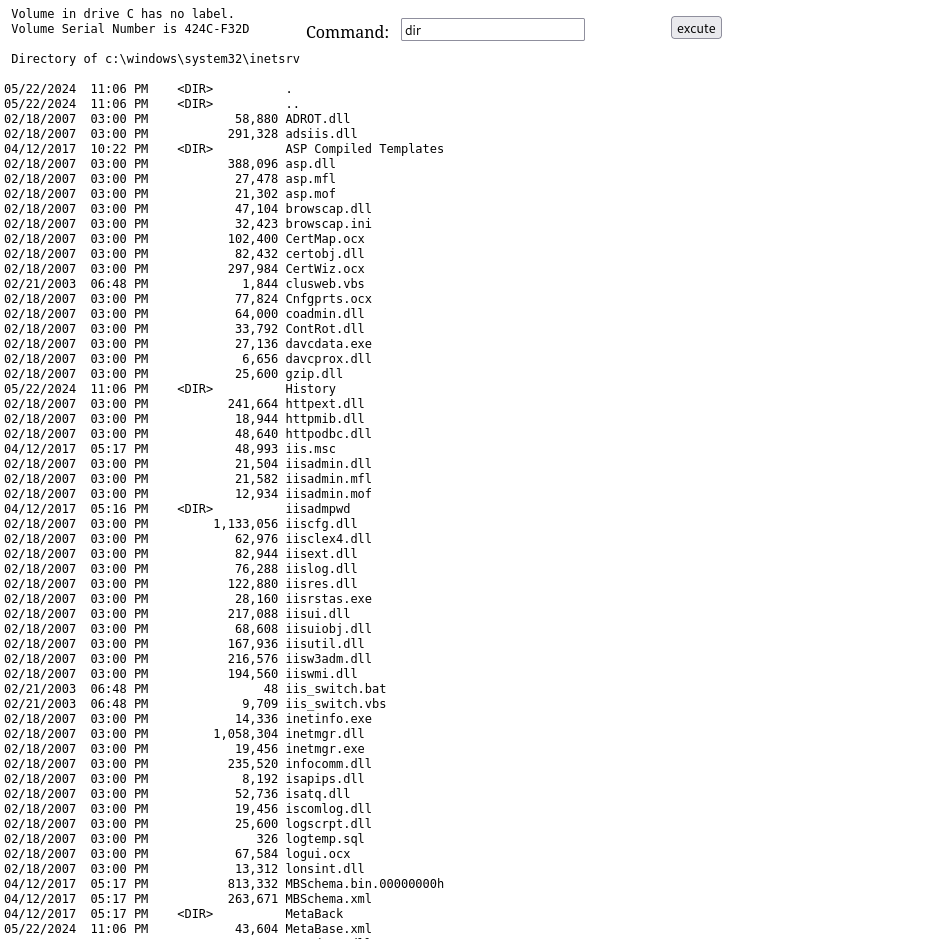 Volume in drive C has no label.
Volume Serial Number is 424C-F32D
Command: dir excute
Directory of c:\windows\system32\inetsrv
05/22/2024 11:06 PM <DIR> .
05/22/2024 11:06 PM <DIR> ..
02/18/2007 03:00 PM 58,880 ADROT.dll
02/18/2007 03:00 PM 291,328 adsiis.dll
04/12/2017 10:22 PM <DIR> ASP Compiled Templates
02/18/2007 03:00 PM 388,096 asp.dll
02/18/2007 03:00 PM 27,478 asp.mfl
02/18/2007 03:00 PM 21,302 asp.mof
02/18/2007 03:00 PM 47,104 browscap.dll
02/18/2007 03:00 PM 32,423 browscap.ini
02/18/2007 03:00 PM 102,400 CertMap.ocx
02/18/2007 03:00 PM 82,432 certobj.dll
02/18/2007 03:00 PM 297,984 CertWiz.ocx
02/21/2003 06:48 PM 1,844 clusweb.vbs
02/18/2007 03:00 PM 77,824 Cnfgprts.ocx
02/18/2007 03:00 PM 64,000 coadmin.dll
02/18/2007 03:00 PM 33,792 ContRot.dll
02/18/2007 03:00 PM 27,136 davcdata.exe
02/18/2007 03:00 PM 6,656 davcprox.dll
02/18/2007 03:00 PM 25,600 gzip.dll
05/22/2024 11:06 PM <DIR> History
02/18/2007 03:00 PM 241,664 httpext.dll
02/18/2007 03:00 PM 18,944 httpmib.dll
02/18/2007 03:00 PM 48,640 httpodbc.dll
04/12/2017 05:17 PM 48,993 iis.msc
02/18/2007 03:00 PM 21,504 iisadmin.dll
02/18/2007 03:00 PM 21,582 iisadmin.mfl
02/18/2007 03:00 PM 12,934 iisadmin.mof
04/12/2017 05:16 PM <DIR> iisadmpwd
02/18/2007 03:00 PM 1,133,056 iiscfg.dll
02/18/2007 03:00 PM 62,976 iisclex4.dll
02/18/2007 03:00 PM 82,944 iisext.dll
02/18/2007 03:00 PM 76,288 iislog.dll
02/18/2007 03:00 PM 122,880 iisres.dll
02/18/2007 03:00 PM 28,160 iisrstas.exe
02/18/2007 03:00 PM 217,088 iisui.dll
02/18/2007 03:00 PM 68,608 iisuiobj.dll
02/18/2007 03:00 PM 167,936 iisutil.dll
02/18/2007 03:00 PM 216,576 iisw3adm.dll
02/18/2007 03:00 PM 194,560 iiswmi.dll
02/21/2003 06:48 PM 48 iis_switch.bat
02/21/2003 06:48 PM 9,709 iis_switch.vbs
02/18/2007 03:00 PM 14,336 inetinfo.exe
02/18/2007 03:00 PM 1,058,304 inetmgr.dll
02/18/2007 03:00 PM 19,456 inetmgr.exe
02/18/2007 03:00 PM 235,520 infocomm.dll
02/18/2007 03:00 PM 8,192 isapips.dll
02/18/2007 03:00 PM 52,736 isatq.dll
02/18/2007 03:00 PM 19,456 iscomlog.dll
02/18/2007 03:00 PM 25,600 logscrpt.dll
02/18/2007 03:00 PM 326 logtemp.sql
02/18/2007 03:00 PM 67,584 logui.ocx
02/18/2007 03:00 PM 13,312 lonsint.dll
04/12/2017 05:17 PM 813,332 MBSchema.bin.00000000h
04/12/2017 05:17 PM 263,671 MBSchema.xml
04/12/2017 05:17 PM <DIR> MetaBack
05/22/2024 11:06 PM 43,604 MetaBase.xml